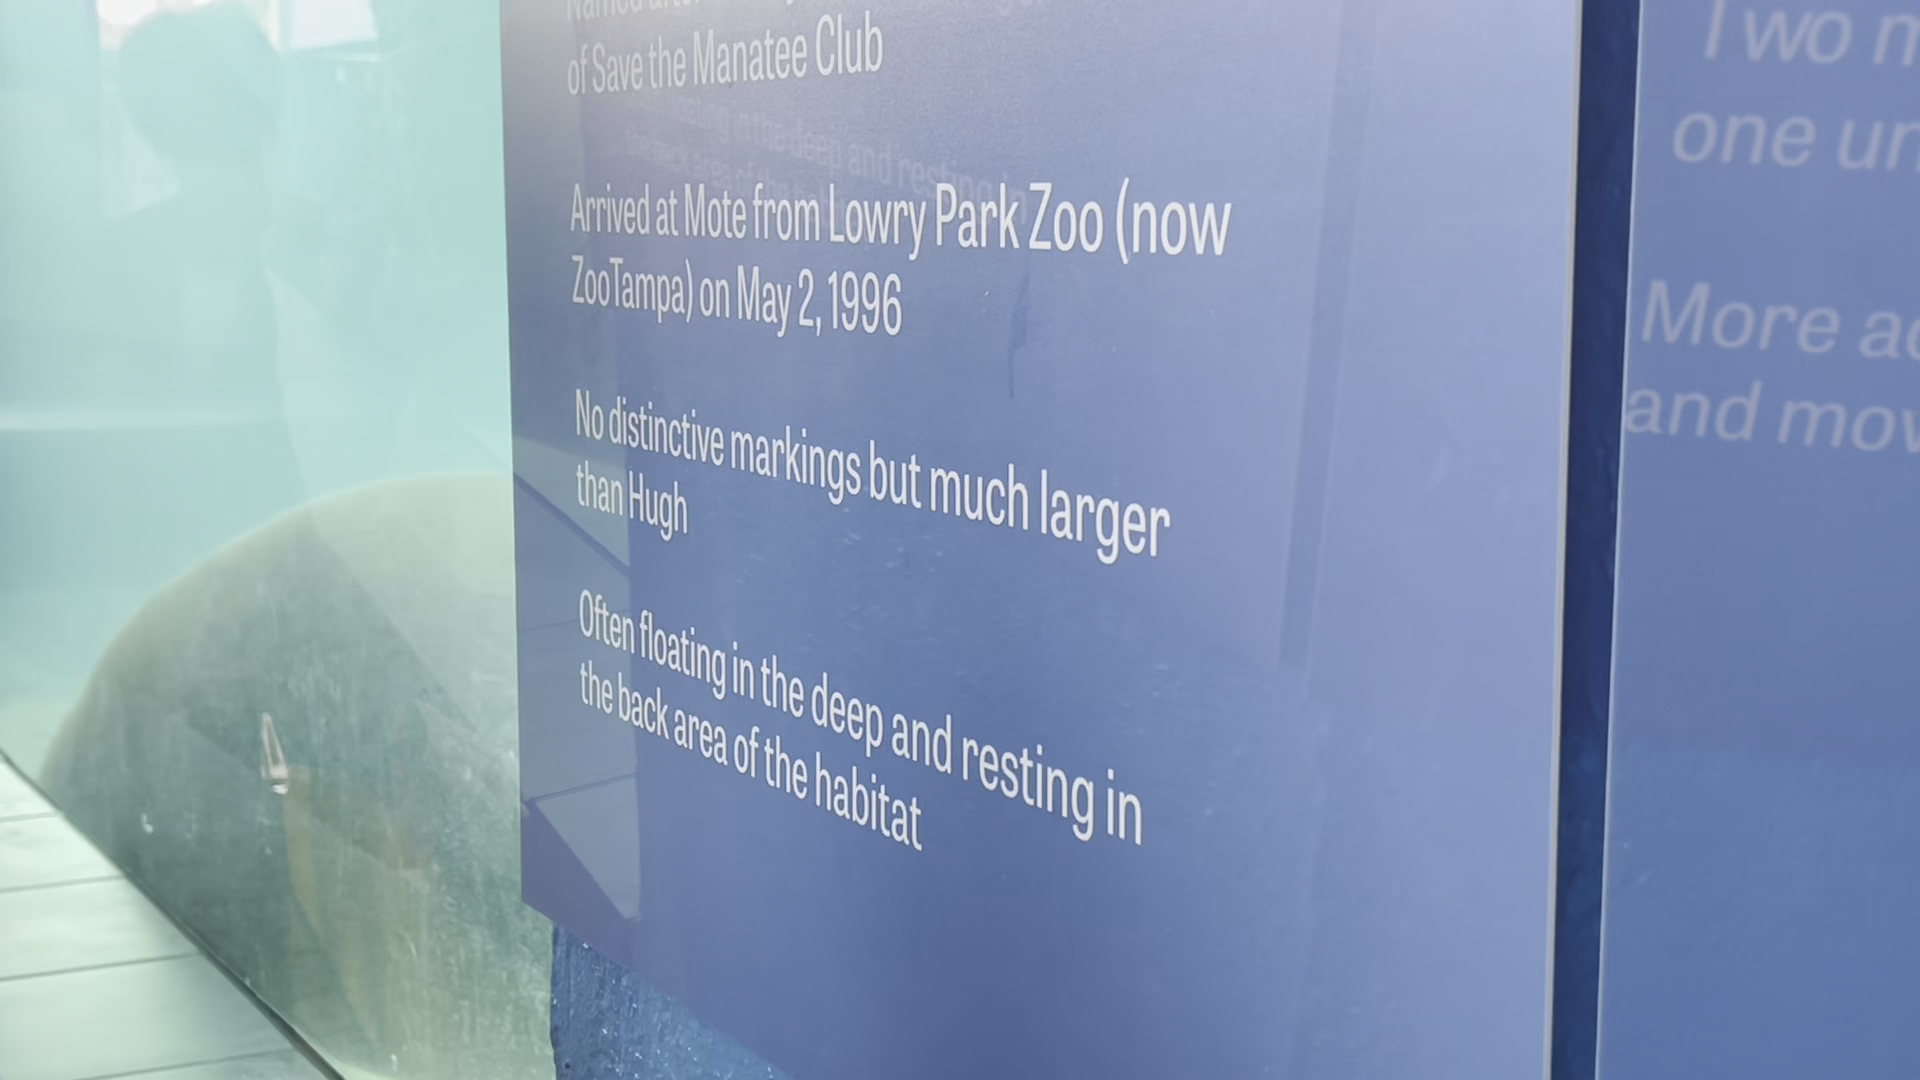 Named after
of Save the Manatee Club
Arrived at Mote from Lowry Park Zoo (now
ZooTampa) on May 2, 1996
No distinctive markings but much larger
than Hugh
Often floating in the deep and resting in
the back area of the habitat
Two
one
More
and